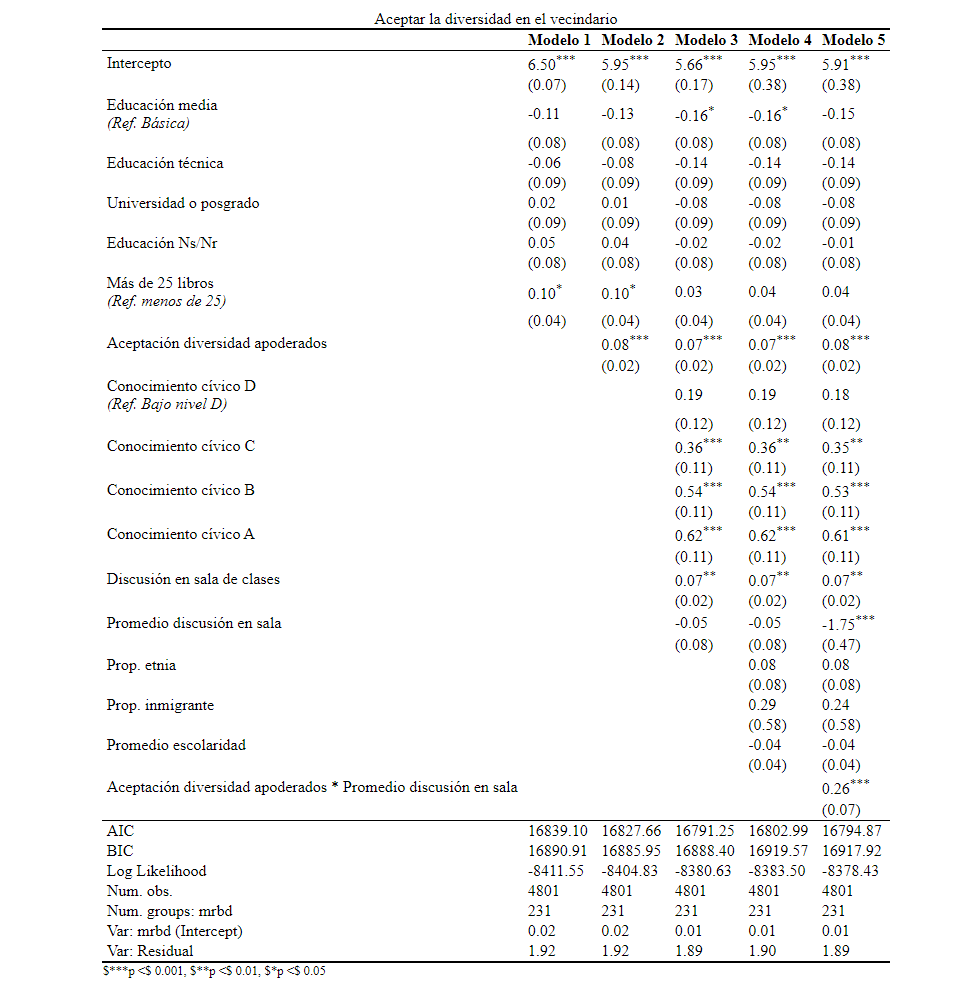 Aceptar la diversidad en el vecindario
Modelo 1 Modelo 2 Modelo 3 Modelo 4 Modelo 5
Intercepto 6.50*** 5.95*** 5.66*** 5.95*** 5.91***
(0.07) (0.14) (0.17) (0.38) (0.38)
Educación media
(Ref. Básica) -0.11 -0.13 -0.16* -0.16* -0.15
(0.08) (0.08) (0.08) (0.08) (0.08)
Educación técnica -0.06 -0.08 -0.14 -0.14 -0.14
(0.09) (0.09) (0.09) (0.09) (0.09)
Universidad o posgrado 0.02 0.01 -0.08 -0.08 -0.08
(0.09) (0.09) (0.09) (0.09) (0.09)
Educación Ns/Nr 0.05 0.04 -0.02 -0.02 -0.01
(0.08) (0.08) (0.08) (0.08) (0.08)
Más de 25 libros
(Ref. menos de 25) 0.10* 0.10* 0.03 0.04 0.04
(0.04) (0.04) (0.04) (0.04) (0.04)
Aceptación diversidad apoderados 0.08*** 0.07*** 0.07*** 0.08***
(0.02) (0.02) (0.02) (0.02)
Conocimiento cívico D
(Ref. Bajo nivel D) 0.19 0.19 0.18
(0.12) (0.12) (0.12)
Conocimiento cívico C 0.36*** 0.36** 0.35**
(0.11) (0.11) (0.11)
Conocimiento cívico B 0.54*** 0.54*** 0.53***
(0.11) (0.11) (0.11)
Conocimiento cívico A 0.62*** 0.62*** 0.61***
(0.11) (0.11) (0.11)
Discusión en sala de clases 0.07** 0.07** 0.07**
(0.02) (0.02) (0.02)
Promedio discusión en sala -0.05 -0.05 -1.75***
(0.08) (0.08) (0.47)
Prop. etnia 0.08 0.08
(0.08) (0.08)
Prop. inmigrante 0.29 0.24
(0.58) (0.58)
Promedio escolaridad -0.04 -0.04
(0.04) (0.04)
Aceptación diversidad apoderados * Promedio discusión en sala 0.26***
(0.07)
AIC 16839.10 16827.66 16791.25 16802.99 16794.87
BIC 16890.91 16885.95 16888.40 16919.57 16917.92
Log Likelihood -8411.55 -8404.83 -8380.63 -8383.50 -8378.43
Num. obs. 4801 4801 4801 4801 4801
Num. groups: mrbd 231 231 231 231 231
Var: mrbd (Intercept) 0.02 0.02 0.01 0.01 0.01
Var: Residual 1.92 1.92 1.89 1.90 1.89
$***p <$ 0.001, $**p <$ 0.01, $*p <$ 0.05